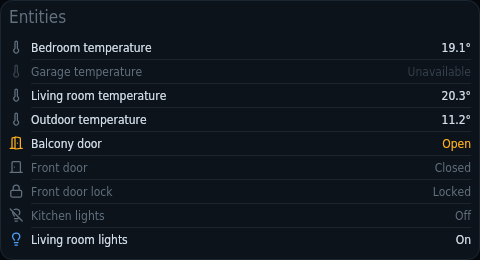 Entities
Bedroom temperature 19.1°
Garage temperature Unavailable
Living room temperature 20.3°
Outdoor temperature 11.2°
Balcony door Open
Front door Closed
Front door lock Locked
Kitchen lights Off
Living room lights On